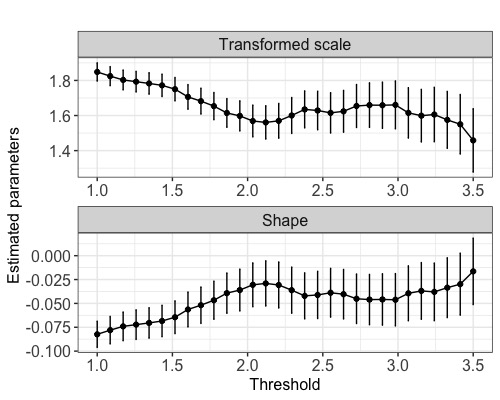 Transformed scale
1.8
1.6
1.4
1.0 1.5 2.0 2.5 3.0 3.5
Estimated parameters
Shape
0.000
-0.025
-0.050
-0.075
-0.100
1.0 1.5 2.0 2.5 3.0 3.5
Threshold